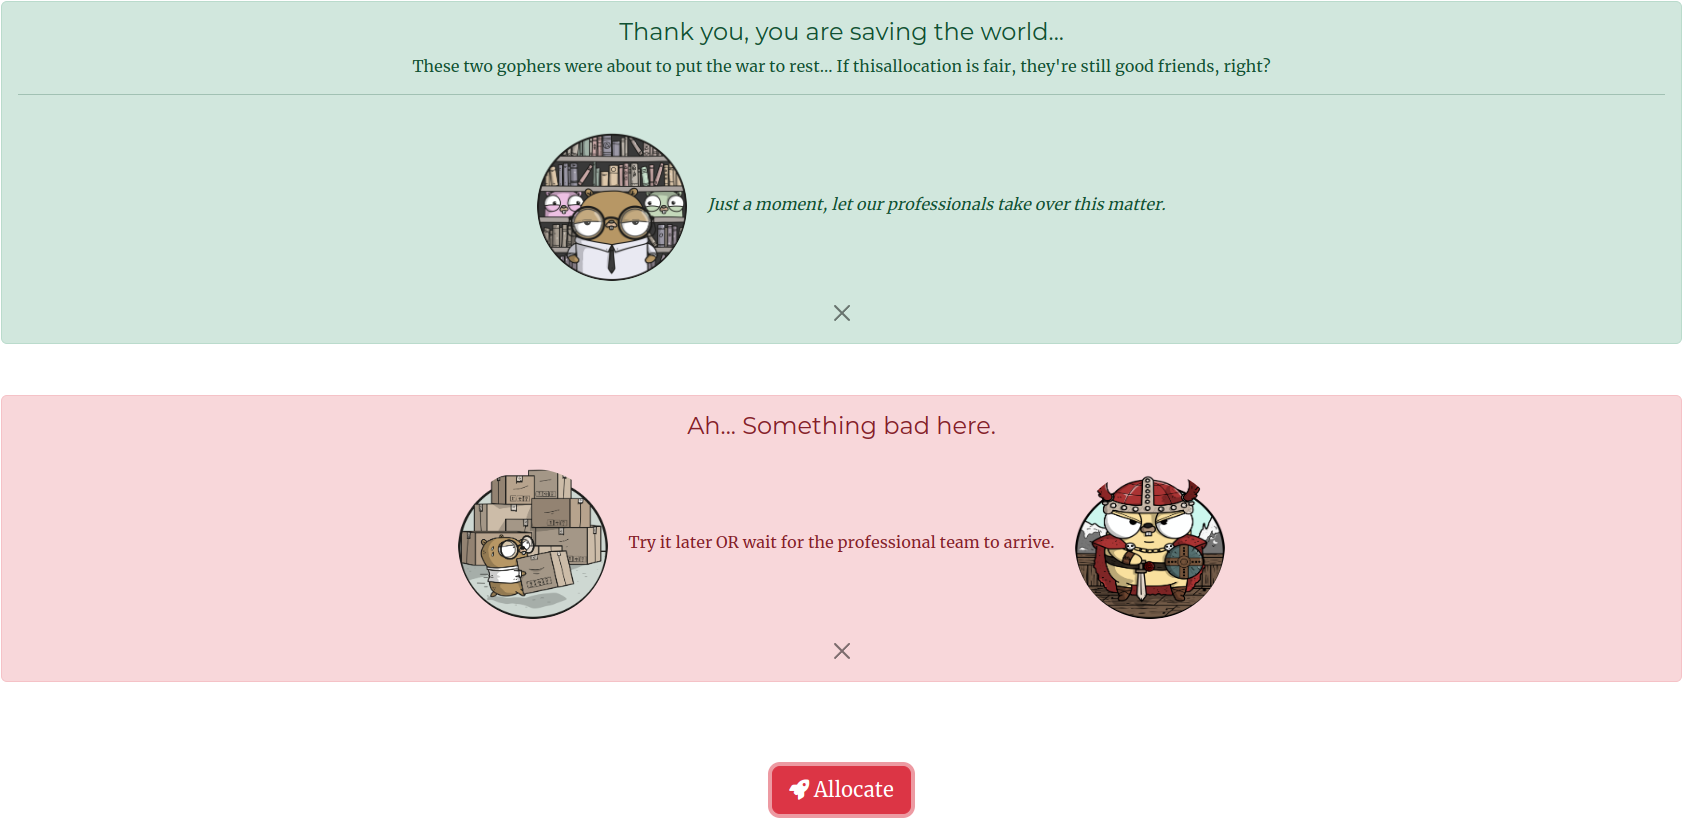 Thank you, you are saving the world...
These two gophers were about to put the war to rest... If thisallocation is fair, they're still good friends, right?
Just a moment, let our professionals take over this matter.
Ah... Something bad here.
Try it later OR wait for the professional team to arrive.
Allocate